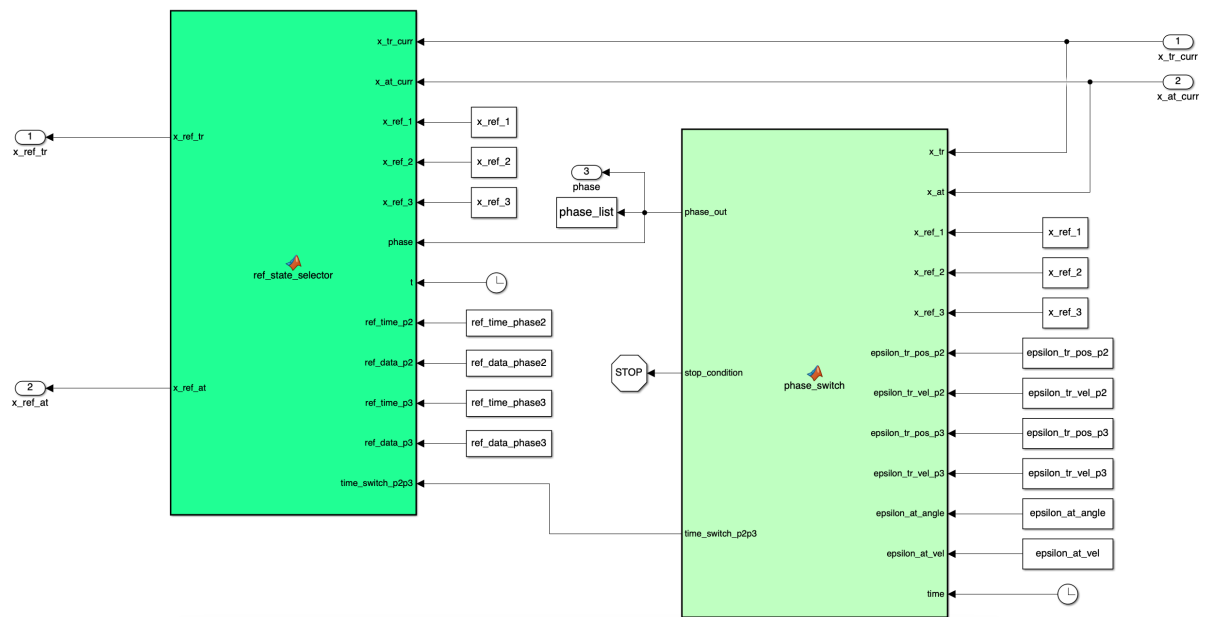 x_tr_curr
1
x_tr_curr
x_at_curr
2
x_at_curr
x_ref_1
x_ref_1
1
x_ref_tr
x_ref_tr
x_ref_2
x_ref_2
x_tr
3
phase
x_ref_3
x_ref_3
x_at
phase_list
phase_out
phase
x_ref_1
x_ref_1
ref_state_selector
t
x_ref_2
x_ref_2
ref_time_p2
ref_time_phase2
x_ref_3
x_ref_3
ref_data_p2
ref_data_phase2
epsilon_tr_pos_p2
epsilon_tr_pos_p2
STOP
stop_condition
phase_switch
2
x_ref_at
x_ref_at
ref_time_p3
ref_time_phase3
epsilon_tr_vel_p2
epsilon_tr_vel_p2
ref_data_p3
ref_data_phase3
epsilon_tr_pos_p3
epsilon_tr_pos_p3
time_switch_p2p3
epsilon_tr_vel_p3
epsilon_tr_vel_p3
epsilon_at_angle
epsilon_at_angle
time_switch_p2p3
epsilon_at_vel
epsilon_at_vel
time